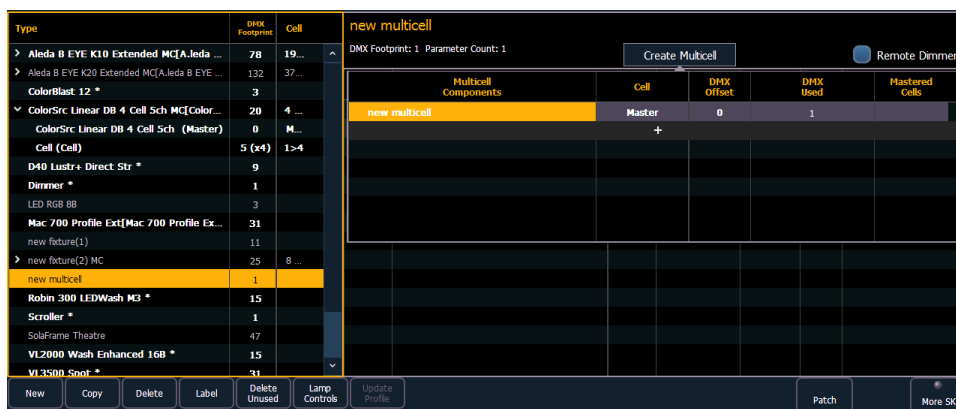 Type DMX Footprint Cell
> Aleda B EYE K10 Extended MC[A.leda ... 78 19...
> Aleda B EYE K20 Extended MC[A.leda B EYE ... 132 37...
ColorBlast 12 * 3
ColorSrc Linear DB 4 Cell 5ch MC[Color... 20 4 ...
ColorSrc Linear DB 4 Cell 5ch (Master) 0 M...
Cell (Cell) 5 (x4) 1>4
D40 Lustr+ Direct Str * 9
Dimmer * 1
LED RGB 8B 3
Mac 700 Profile Ext[Mac 700 Profile Ex... 31
new fixture(1) 11
> new fixture(2) MC 25 8 ...
new multicell 1
Robin 300 LEDWash M3 * 15
Scroller * 1
SolaFrame Theatre 47
VL2000 Wash Enhanced 16B * 15
VL3500 Spot * 31
new multicell
DMX Footprint: 1 Parameter Count: 1
Create Multicell
Remote Dimmer
Multicell Components Cell DMX Offset DMX Used Mastered Cells
new multicell Master 0 1
+
New Copy Delete Label Delete Unused Lamp Controls Update Profile Patch More SK